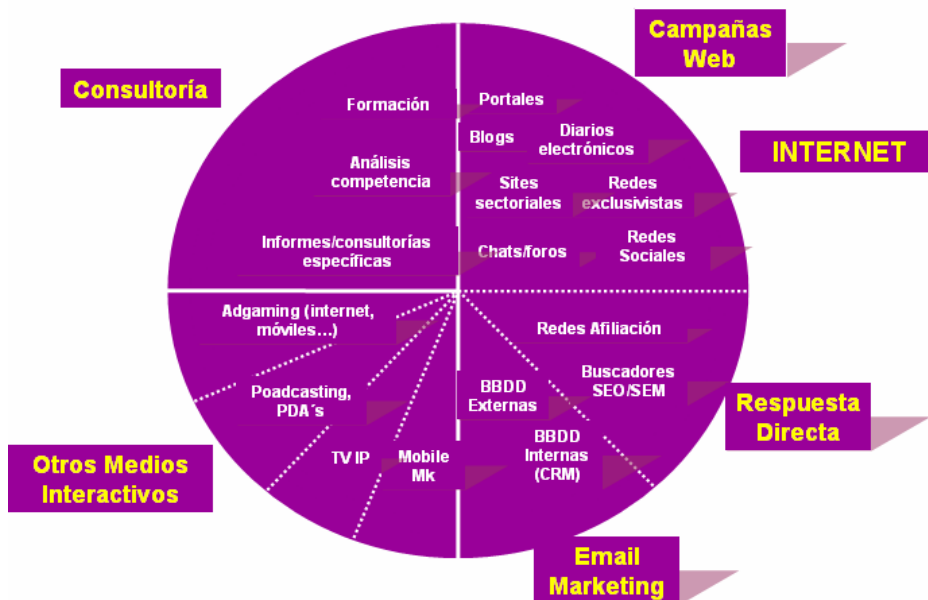 Campañas
Web
Consultoría
Formación
Portales
Blogs
Diarios
electrónicos
INTERNET
Análisis
competencia
Sites
sectoriales
Redes
exclusivistas
Informes/consultorías
específicas
Chats/foros
Redes
Sociales
Adgaming (internet,
móviles...)
Redes Afiliación
Poadcasting,
PDA´s
BBDD
Externas
Buscadores
SEO/SEM
Respuesta
Directa
Otros Medios
Interactivos
TV IP
Mobile
Mk
BBDD
Internas
(CRM)
Email
Marketing